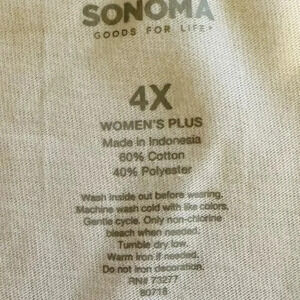 SONOMA
GOODS FOR LIFE
4X
WOMEN'S PLUS
Made in Indonesia
60% Cotton
40% Polyester
Wash inside out before wearing.
Machine wash cold with like colors.
Gentle cycle. Only non-chlorine
bleach when needed.
Tumble dry low.
Warm iron if needed.
Do not iron decoration.
RN# 73277
80718